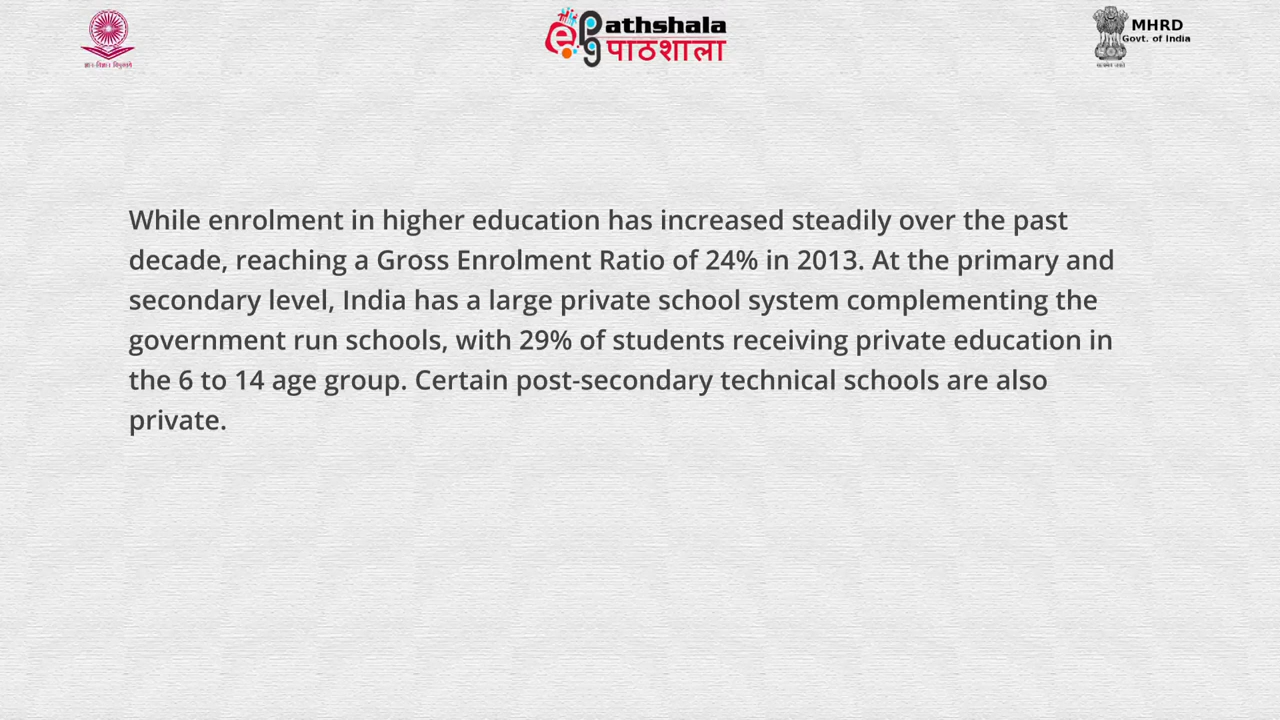 ePathshala
पाठशाला
MHRD
Govt. of India
While enrolment in higher education has increased steadily over the past
decade, reaching a Gross Enrolment Ratio of 24% in 2013. At the primary and
secondary level, India has a large private school system complementing the
government run schools, with 29% of students receiving private education in
the 6 to 14 age group. Certain post-secondary technical schools are also
private.